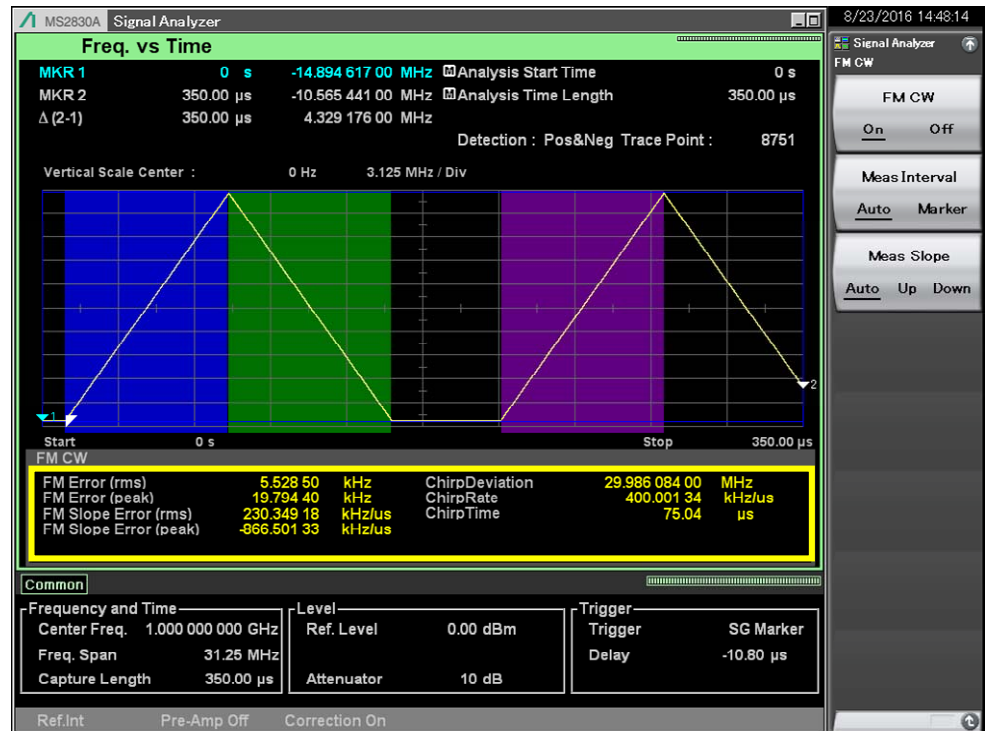 MS2830A Signal Analyzer
8/23/2016 14:48:14
Freq. vs Time
MKR 1 0 s -14.894 617 00 MHz M Analysis Start Time 0 s
MKR 2 350.00 µs -10.565 441 00 MHz M Analysis Time Length 350.00 µs
Δ (2-1) 350.00 µs 4.329 176 00 MHz
Detection : Pos&Neg Trace Point : 8751
Vertical Scale Center : 0 Hz 3.125 MHz / Div
1
2
Start 0 s Stop 350.00 µs
FM CW
FM Error (rms) 5.528 50 kHz ChirpDeviation 29.986 084 00 MHz
FM Error (peak) 19.794 40 kHz ChirpRate 400.001 34 kHz/us
FM Slope Error (rms) 230.349 18 kHz/us ChirpTime 75.04 µs
FM Slope Error (peak) -866.501 33 kHz/us
Common
Frequency and Time
Center Freq. 1.000 000 000 GHz
Freq. Span 31.25 MHz
Capture Length 350.00 µs
Level
Ref. Level 0.00 dBm
Attenuator 10 dB
Trigger
Trigger SG Marker
Delay -10.80 µs
Ref.Int Pre-Amp Off Correction On
Signal Analyzer
FM CW
FM CW
On Off
Meas Interval
Auto Marker
Meas Slope
Auto Up Down